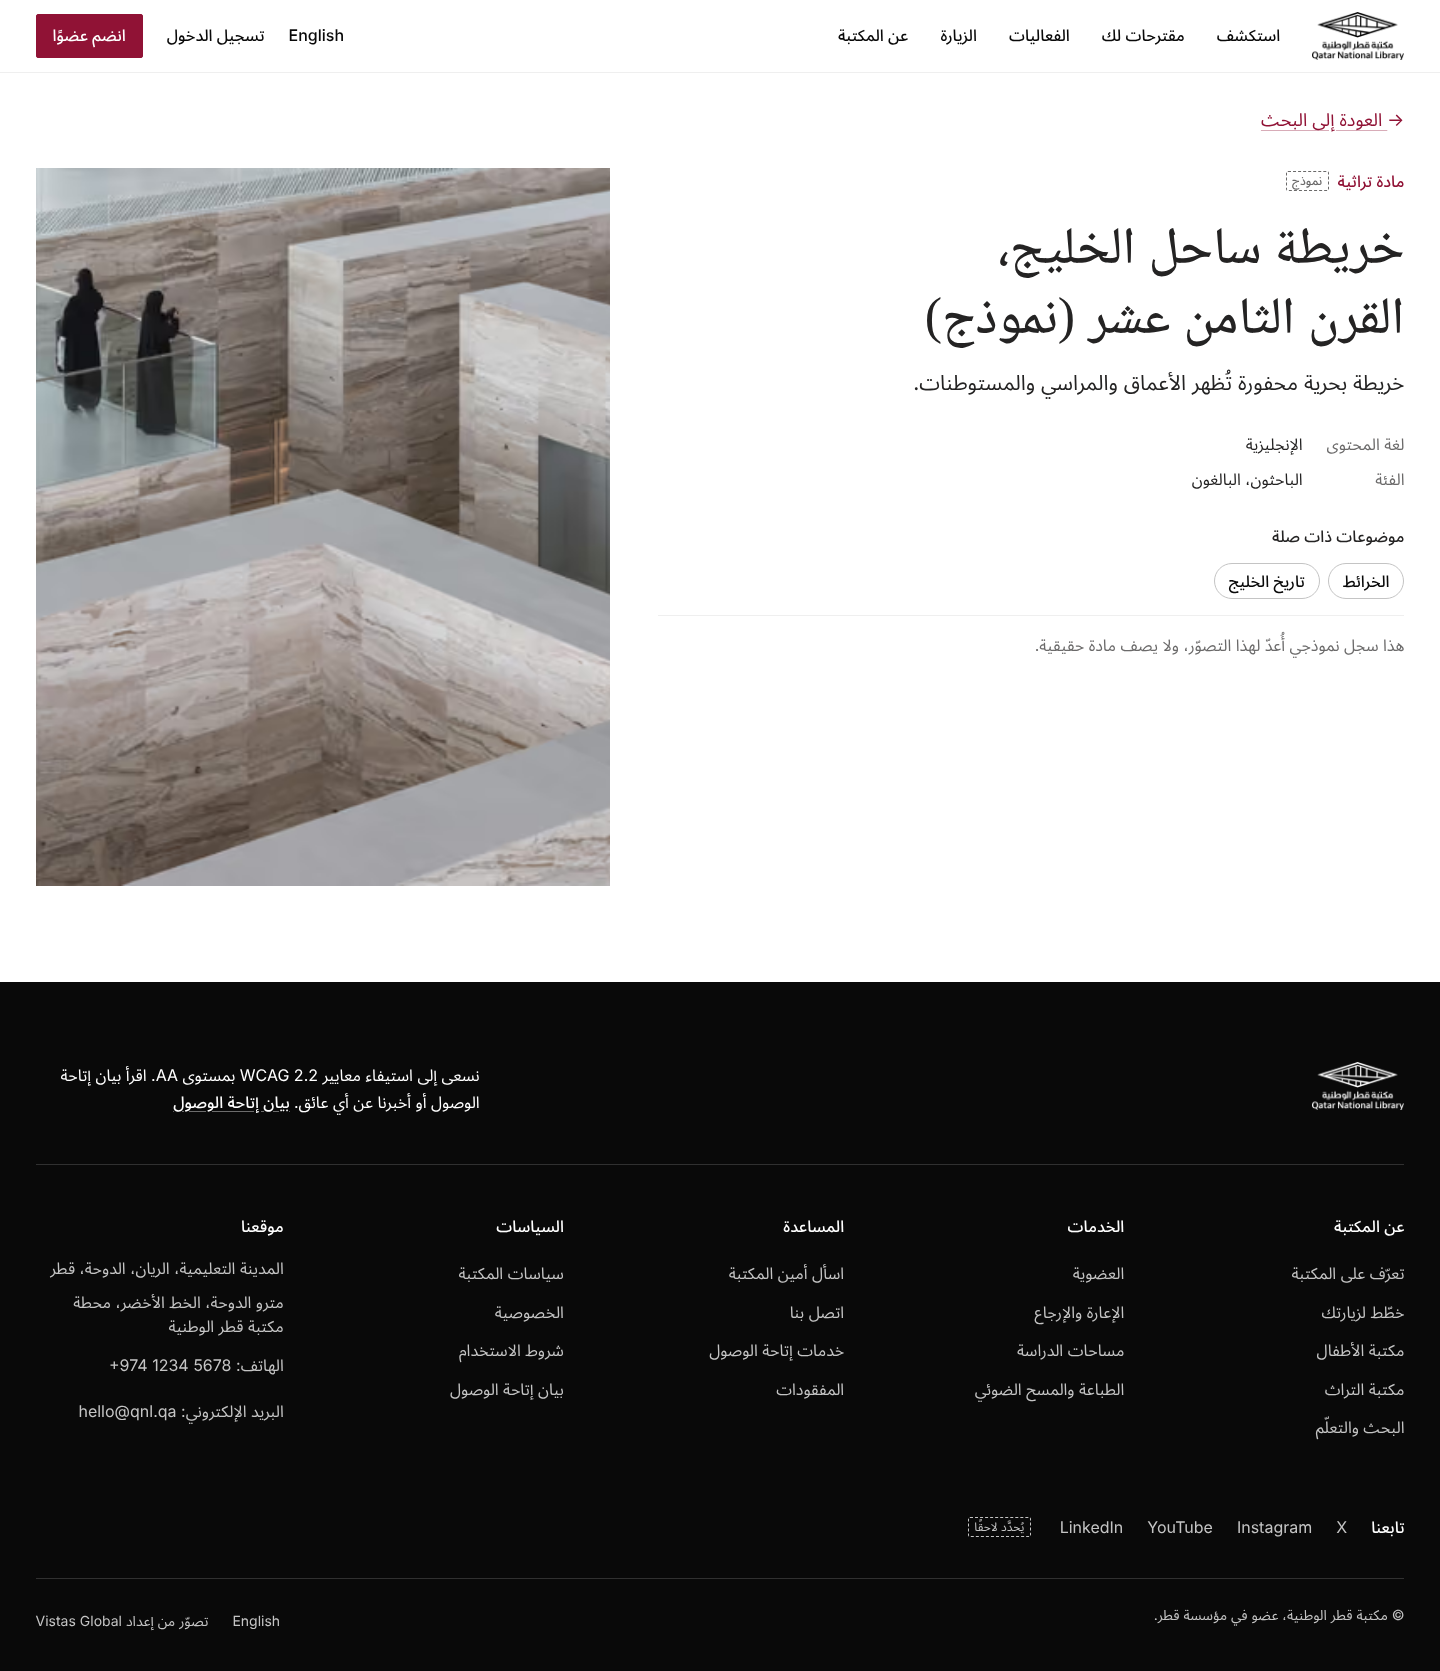 مكتبة قطر الوطنية
Qatar National Library
استكشف
مقترحات لك
الفعاليات
الزيارة
عن المكتبة
English
تسجيل الدخول
انضم عضوًا
→ العودة إلى البحث
مادة تراثية نموذج
خريطة ساحل الخليج،
القرن الثامن عشر (نموذج)
خريطة بحرية محفورة تُظهر الأعماق والمراسي والمستوطنات.
لغة المحتوى الإنجليزية
الفئة الباحثون، البالغون
موضوعات ذات صلة
الخرائط
تاريخ الخليج
هذا سجل نموذجي أُعدّ لهذا التصوّر، ولا يصف مادة حقيقية.
مكتبة قطر الوطنية
Qatar National Library
نسعى إلى استيفاء معايير WCAG 2.2 بمستوى AA. اقرأ بيان إتاحة
الوصول أو أخبرنا عن أي عائق. بيان إتاحة الوصول
عن المكتبة
تعرّف على المكتبة
خطّط لزيارتك
مكتبة الأطفال
مكتبة التراث
البحث والتعلّم
الخدمات
العضوية
الإعارة والإرجاع
مساحات الدراسة
الطباعة والمسح الضوئي
المساعدة
اسأل أمين المكتبة
اتصل بنا
خدمات إتاحة الوصول
المفقودات
السياسات
سياسات المكتبة
الخصوصية
شروط الاستخدام
بيان إتاحة الوصول
موقعنا
المدينة التعليمية، الريان، الدوحة، قطر
مترو الدوحة، الخط الأخضر، محطة
مكتبة قطر الوطنية
الهاتف: 5678 1234 974+
البريد الإلكتروني: hello@qnl.qa
تابعنا X Instagram YouTube LinkedIn يُحدَّد لاحقًا
© مكتبة قطر الوطنية، عضو في مؤسسة قطر.
English
تصوّر من إعداد Vistas Global